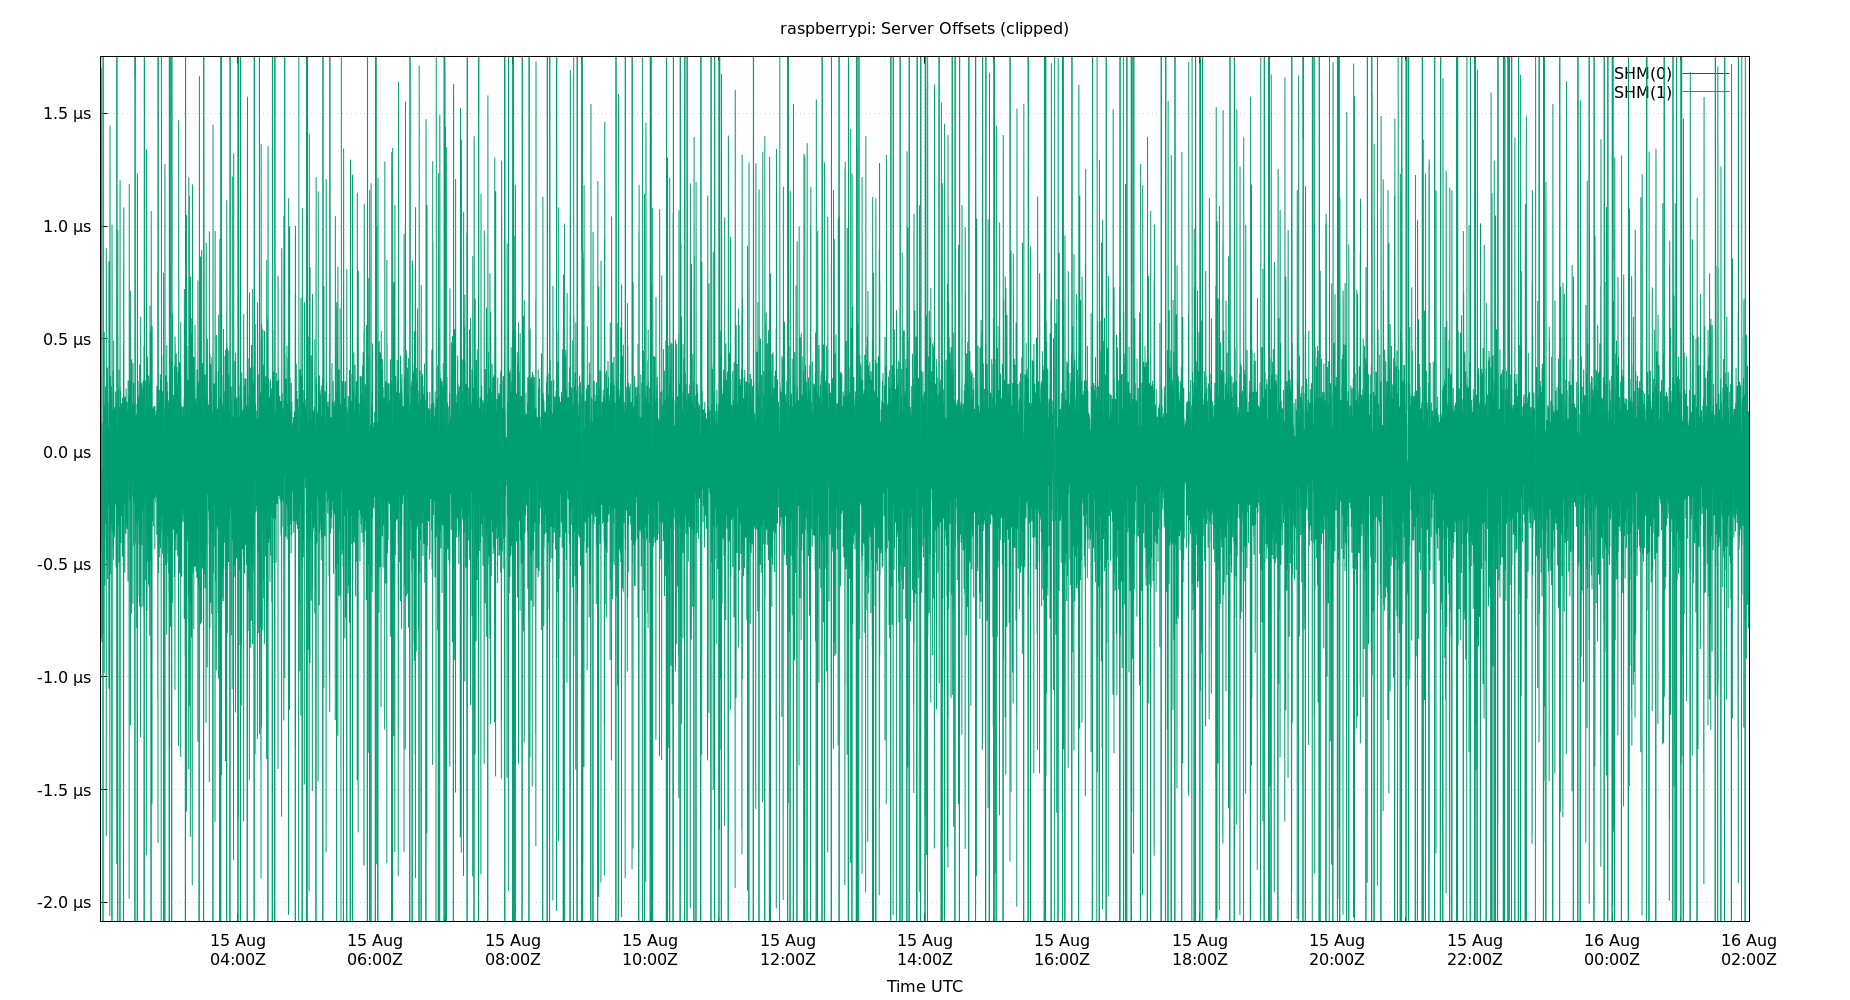 raspberrypi: Server Offsets (clipped)
SHM(0)
SHM(1)
1.5 µs
1.0 µs
0.5 µs
0.0 µs
-0.5 µs
-1.0 µs
-1.5 µs
-2.0 µs
15 Aug 15 Aug 15 Aug 15 Aug 15 Aug 15 Aug 15 Aug 15 Aug 15 Aug 15 Aug 16 Aug 16 Aug
04:00Z 06:00Z 08:00Z 10:00Z 12:00Z 14:00Z 16:00Z 18:00Z 20:00Z 22:00Z 00:00Z 02:00Z
Time UTC